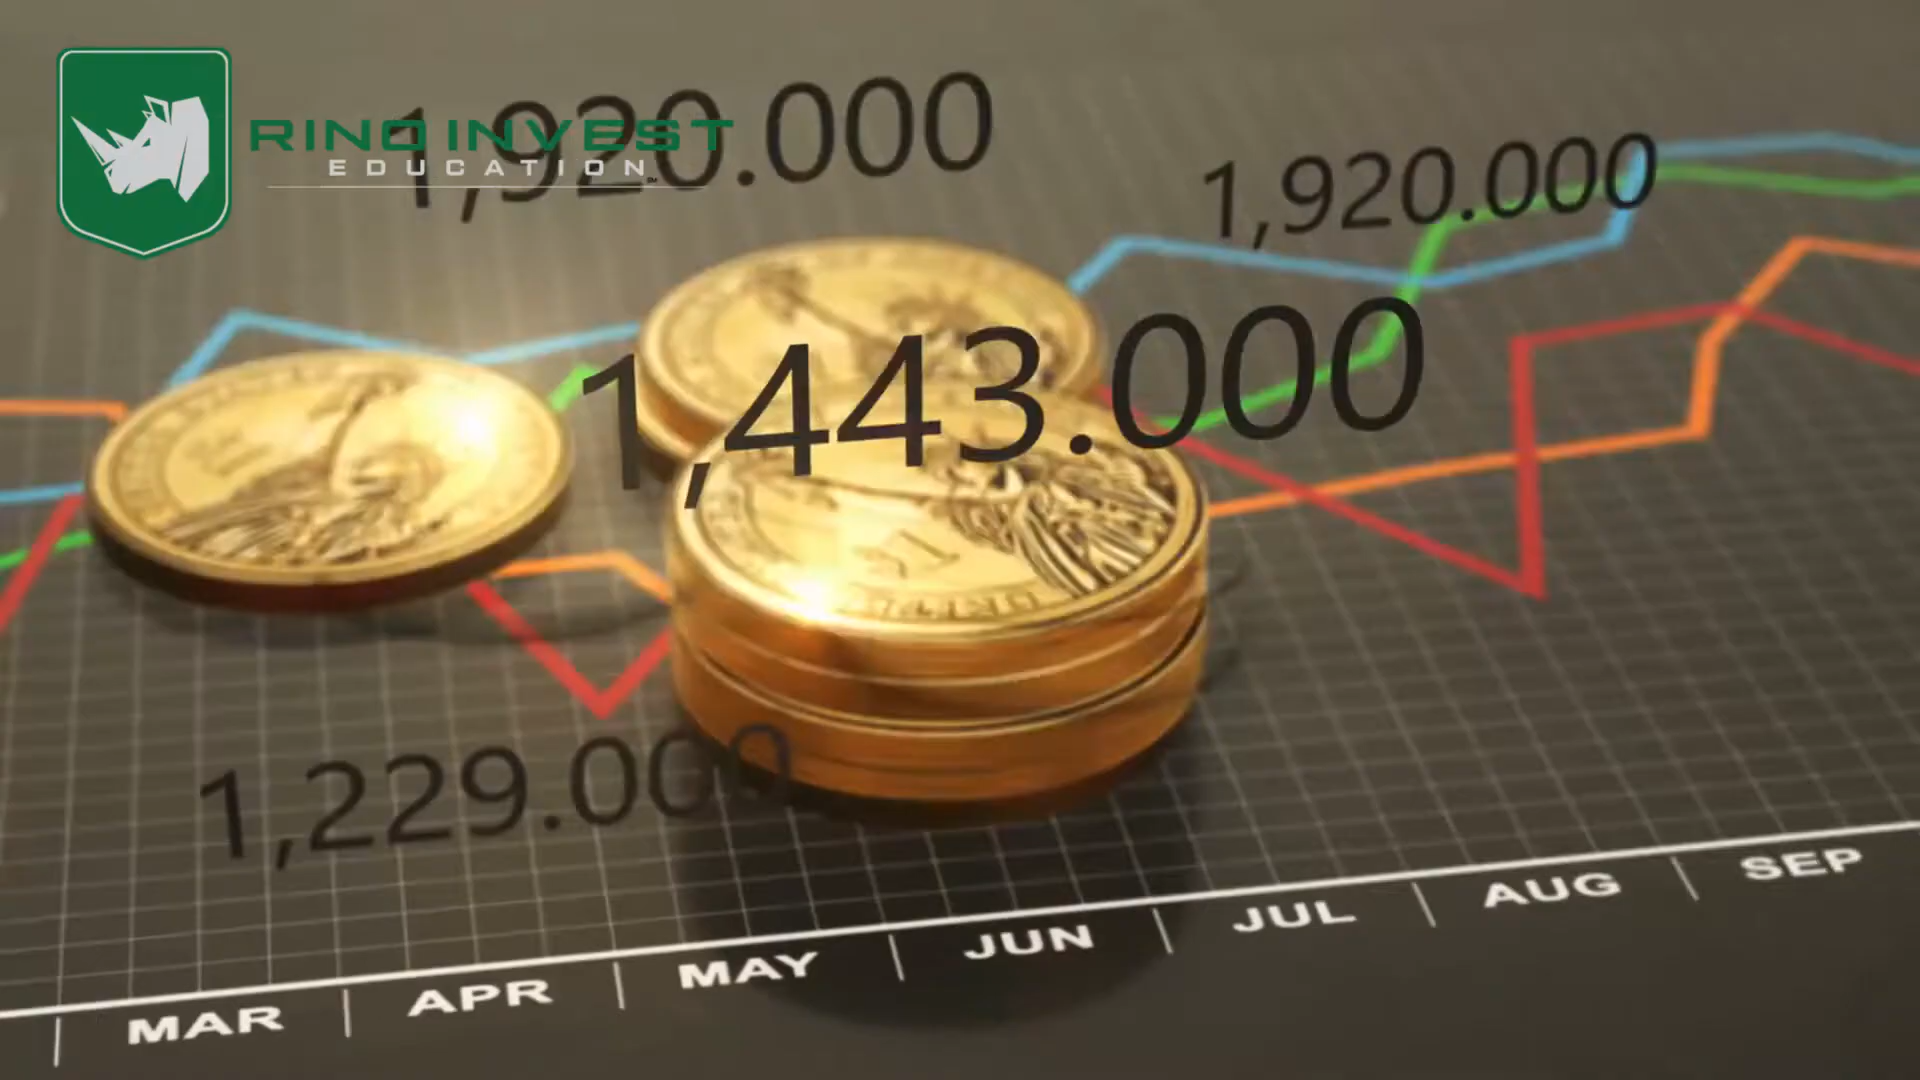 RINO INVEST
EDUCATION
1,920.000
1,920.000
1,443.000
1,229.000
MAR
APR
MAY
JUN
JUL
AUG
SEP